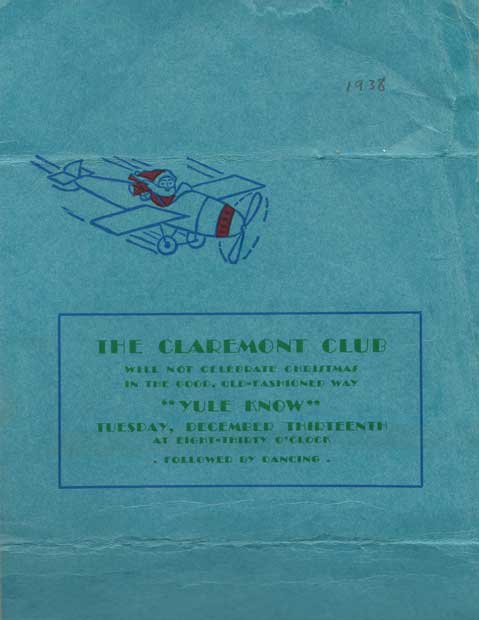 1938
THE CLAREMONT CLUB
WILL NOT CELEBRATE CHRISTMAS
IN THE GOOD, OLD-FASHIONED WAY
"YULE KNOW"
TUESDAY, DECEMBER THIRTEENTH
AT EIGHT-THIRTY O'CLOCK
. FOLLOWED BY DANCING .